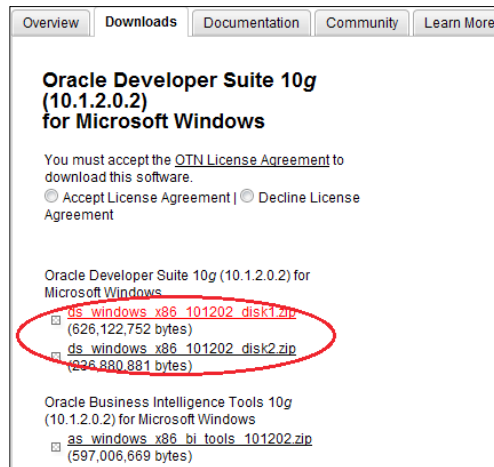 Overview Downloads Documentation Community Learn More
Oracle Developer Suite 10g
(10.1.2.0.2)
for Microsoft Windows
You must accept the OTN License Agreement to
download this software.
Accept License Agreement | Decline License
Agreement
Oracle Developer Suite 10g (10.1.2.0.2) for
Microsoft Windows
ds_windows_x86_101202_disk1.zip
(626,122,752 bytes)
ds_windows_x86_101202_disk2.zip
(236,880,881 bytes)
Oracle Business Intelligence Tools 10g
(10.1.2.0.2) for Microsoft Windows
as_windows_x86_bi_tools_101202.zip
(597,006,669 bytes)